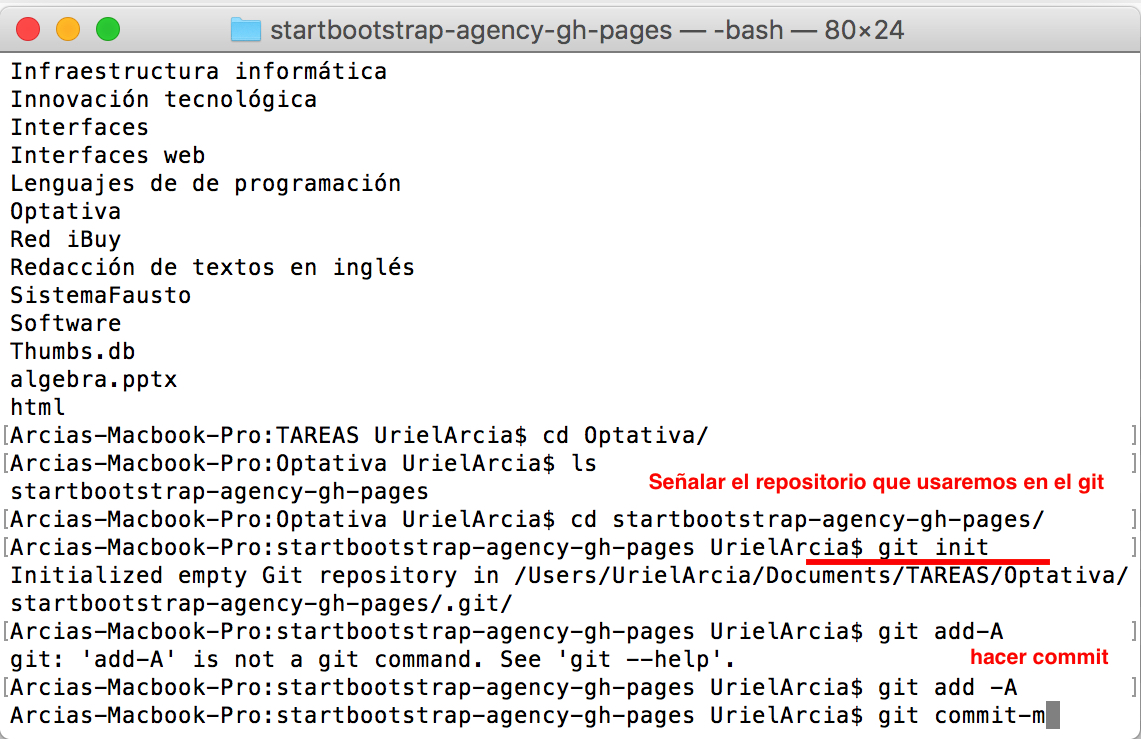 startbootstrap-agency-gh-pages — -bash — 80×24
Infraestructura informática
Innovación tecnológica
Interfaces
Interfaces web
Lenguajes de de programación
Optativa
Red iBuy
Redacción de textos en inglés
SistemaFausto
Software
Thumbs.db
algebra.pptx
html
[Arcias-Macbook-Pro:TAREAS UrielArcia$ cd Optativa/ ]
[Arcias-Macbook-Pro:Optativa UrielArcia$ ls ]
Señalar el repositorio que usaremos en el git
startbootstrap-agency-gh-pages
[Arcias-Macbook-Pro:Optativa UrielArcia$ cd startbootstrap-agency-gh-pages/ ]
[Arcias-Macbook-Pro:startbootstrap-agency-gh-pages UrielArcia$ git init ]
Initialized empty Git repository in /Users/UrielArcia/Documents/TAREAS/Optativa/
startbootstrap-agency-gh-pages/.git/
[Arcias-Macbook-Pro:startbootstrap-agency-gh-pages UrielArcia$ git add-A ]
git: 'add-A' is not a git command. See 'git --help'.
hacer commit
[Arcias-Macbook-Pro:startbootstrap-agency-gh-pages UrielArcia$ git add -A ]
Arcias-Macbook-Pro:startbootstrap-agency-gh-pages UrielArcia$ git commit-m